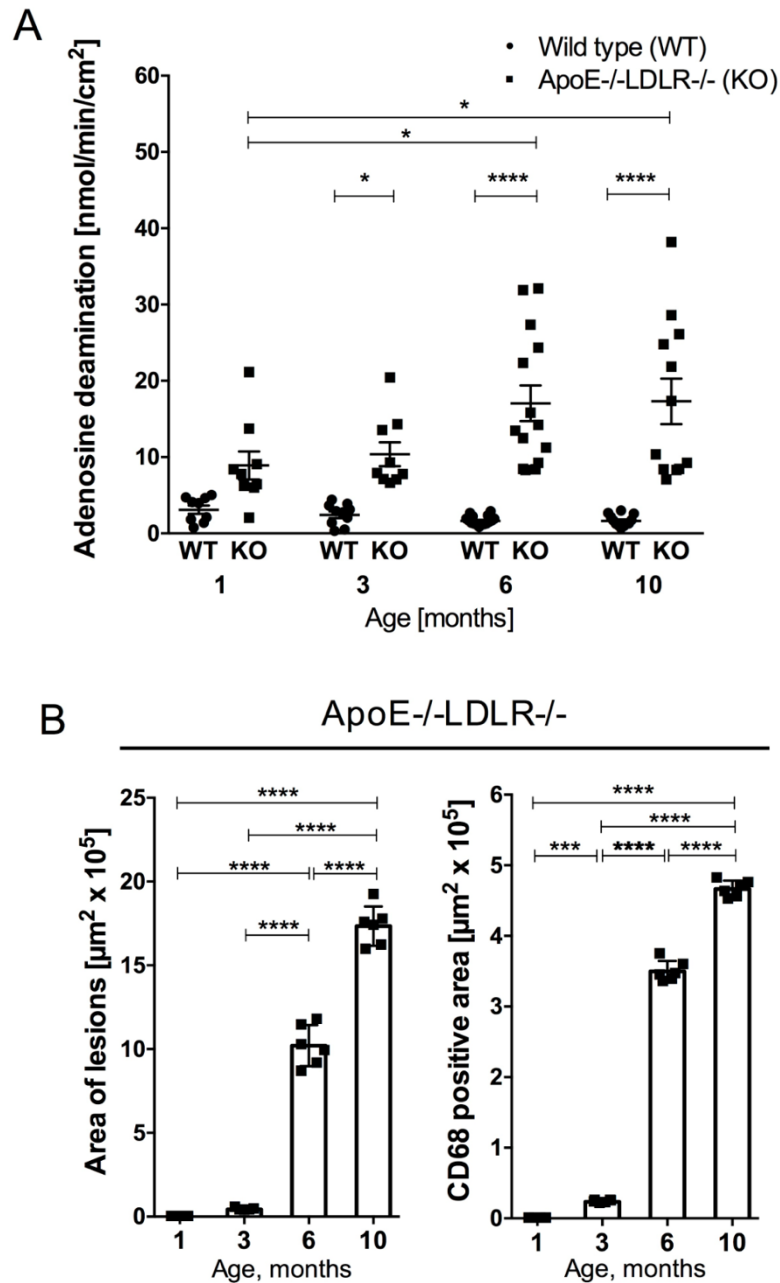 A
• Wild type (WT)
▪ ApoE-/-LDLR-/- (KO)
Adenosine deamination [nmol/min/cm²]
60
50
40
30
20
10
0
*
*
* **** ****
WT KO WT KO WT KO WT KO
1 3 6 10
Age [months]
B
ApoE-/-LDLR-/-
Area of lesions [µm² x 10⁵]
25
20
15
10
5
0
****
****
**** ****
****
1 3 6 10
Age, months
CD68 positive area [µm² x 10⁵]
6
5
4
3
2
1
0
****
****
*** **** ****
1 3 6 10
Age, months